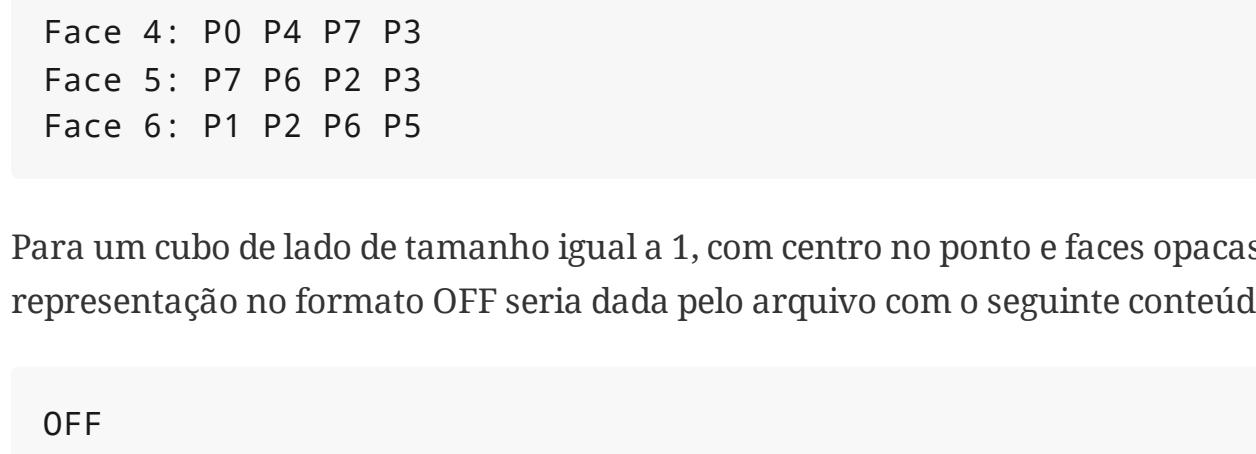 Face 4: P0 P4 P7 P3
Face 5: P7 P6 P2 P3
Face 6: P1 P2 P6 P5
Para um cubo de lado de tamanho igual a 1, com centro no ponto e faces opacas
representação no formato OFF seria dada pelo arquivo com o seguinte conteúd
OFF